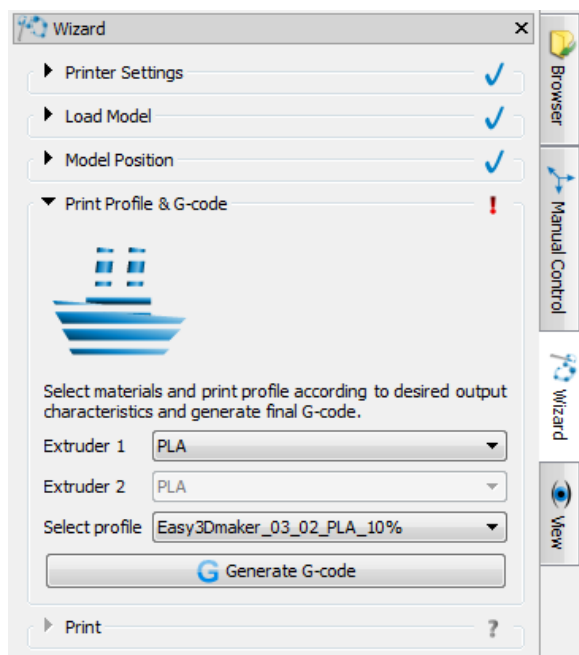 Wizard
Printer Settings
Load Model
Model Position
Print Profile & G-code
!
Select materials and print profile according to desired output
characteristics and generate final G-code.
Extruder 1 PLA
Extruder 2 PLA
Select profile Easy3Dmaker_03_02_PLA_10%
G Generate G-code
Print ?
Browser
Manual Control
Wizard
View